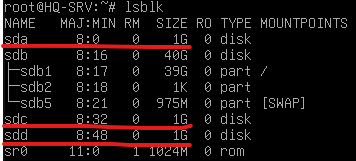 root@HQ-SRV:~# lsblk
NAME MAJ:MIN RM SIZE RO TYPE MOUNTPOINTS
sda 8:0 0 1G 0 disk
sdb 8:16 0 40G 0 disk
├─sdb1 8:17 0 39G 0 part /
├─sdb2 8:18 0 1K 0 part
└─sdb5 8:21 0 975M 0 part [SWAP]
sdc 8:32 0 1G 0 disk
sdd 8:48 0 1G 0 disk
sr0 11:0 1 1024M 0 rom